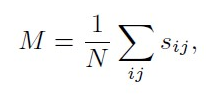 M = \frac{1}{N} \sum_{ij} s_{ij},